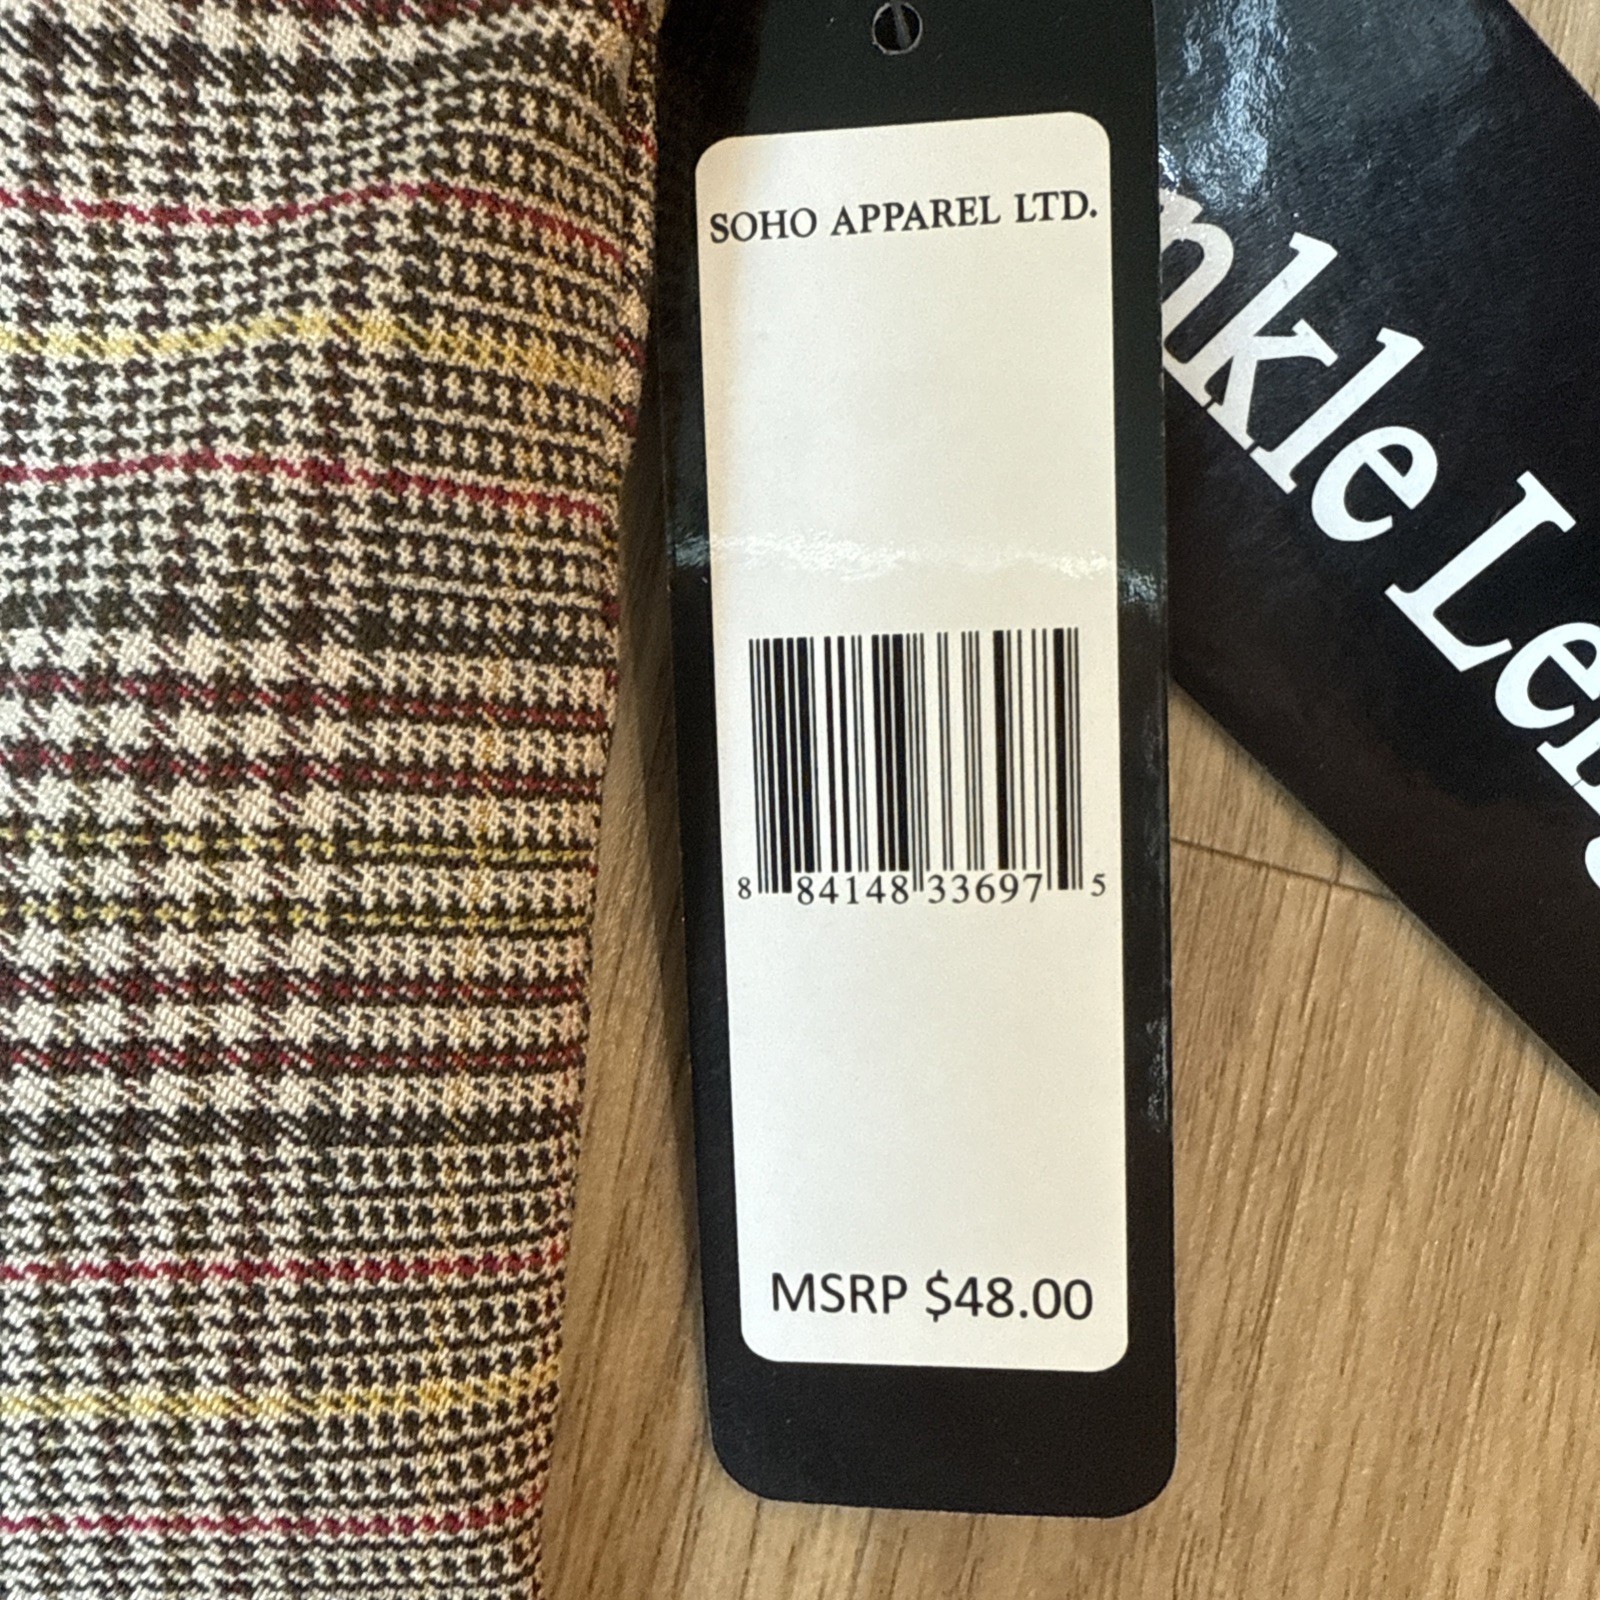 SOHO APPAREL LTD.
8 84148 33697 5
MSRP $48.00